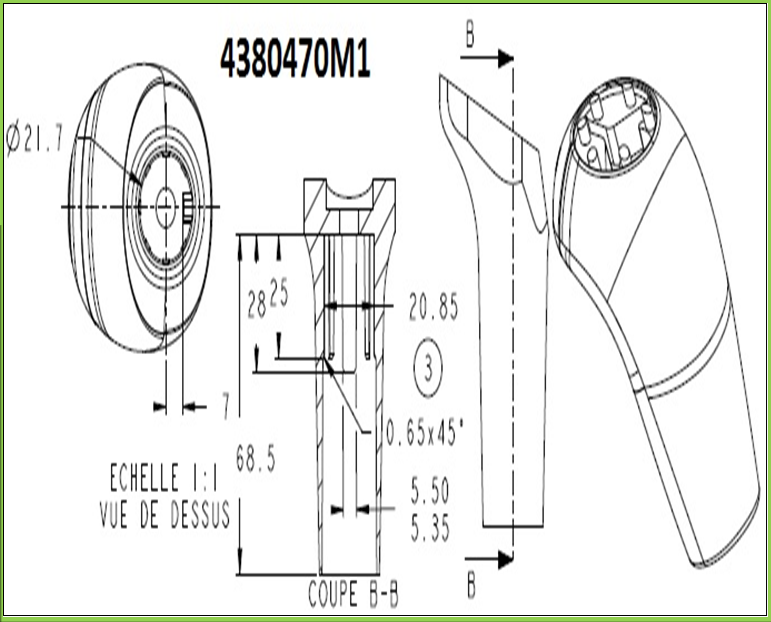 4380470M1
B
Ø21.7
28
25
20.85
3
7
0.65x45°
68.5
ECHELLE 1:1
VUE DE DESSUS
5.50
5.35
B
COUPE B-B